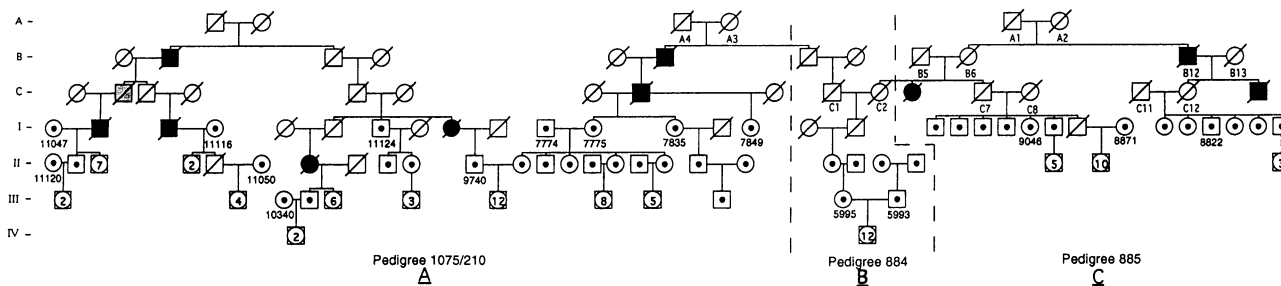 A -
A4 A3 A1 A2
B -
B5 B6 B12 B13
C -
C1 C2 C7 C8 C11 C12
I -
11047 11116 11124 7774 7775 7835 7849 9046 8871 8822
II -
7 2 5 10
11120 11050 9740
III -
2 4 6 3 12 8 5
10340 5995 5993
IV -
2 12
Pedigree 1075/210 Pedigree 884 Pedigree 885
A B C